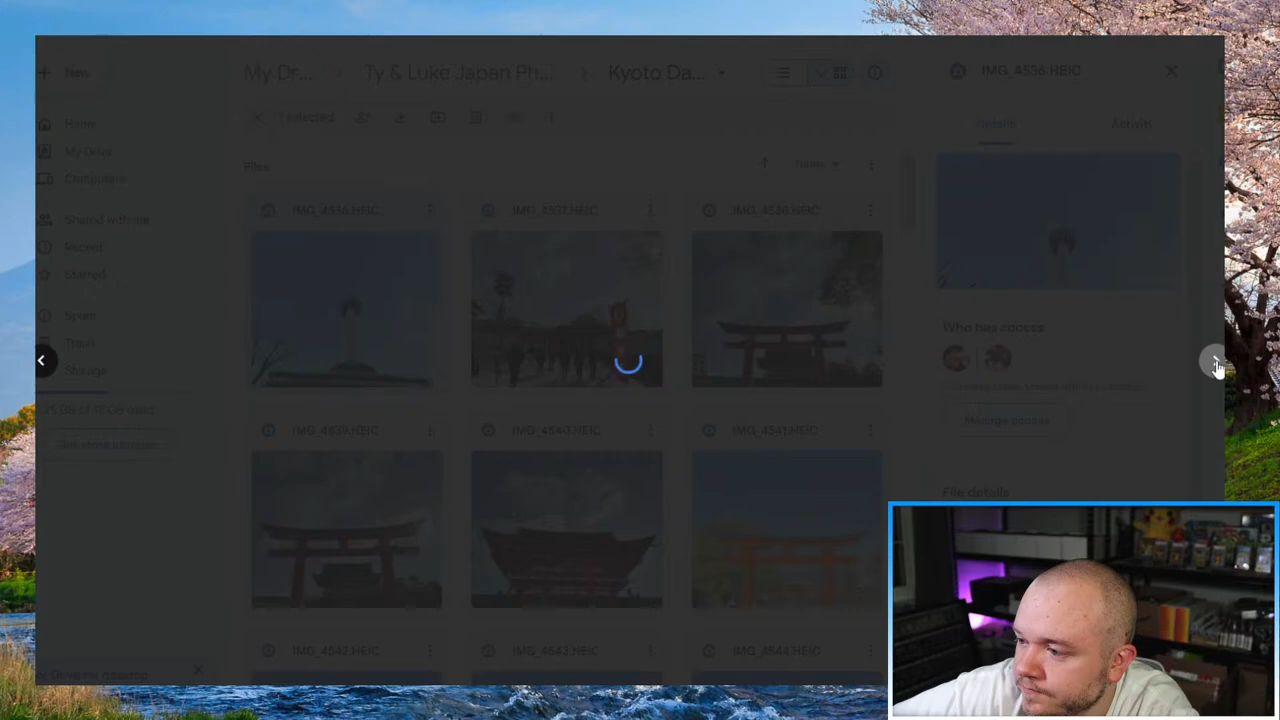 New
My Dr...
Ty & Luke Japan Ph...
Kyoto Da...
IMG_4536.HEIC
1 selected
Details
Activity
Home
My Drive
Computers
Files
Name
Shared with me
Recent
Starred
Spam
Trash
Storage
IMG_4536.HEIC
IMG_4537.HEIC
IMG_4538.HEIC
Who has access
Manage access
IMG_4539.HEIC
IMG_4540.HEIC
IMG_4541.HEIC
File details
IMG_4542.HEIC
IMG_4543.HEIC
IMG_4544.HEIC